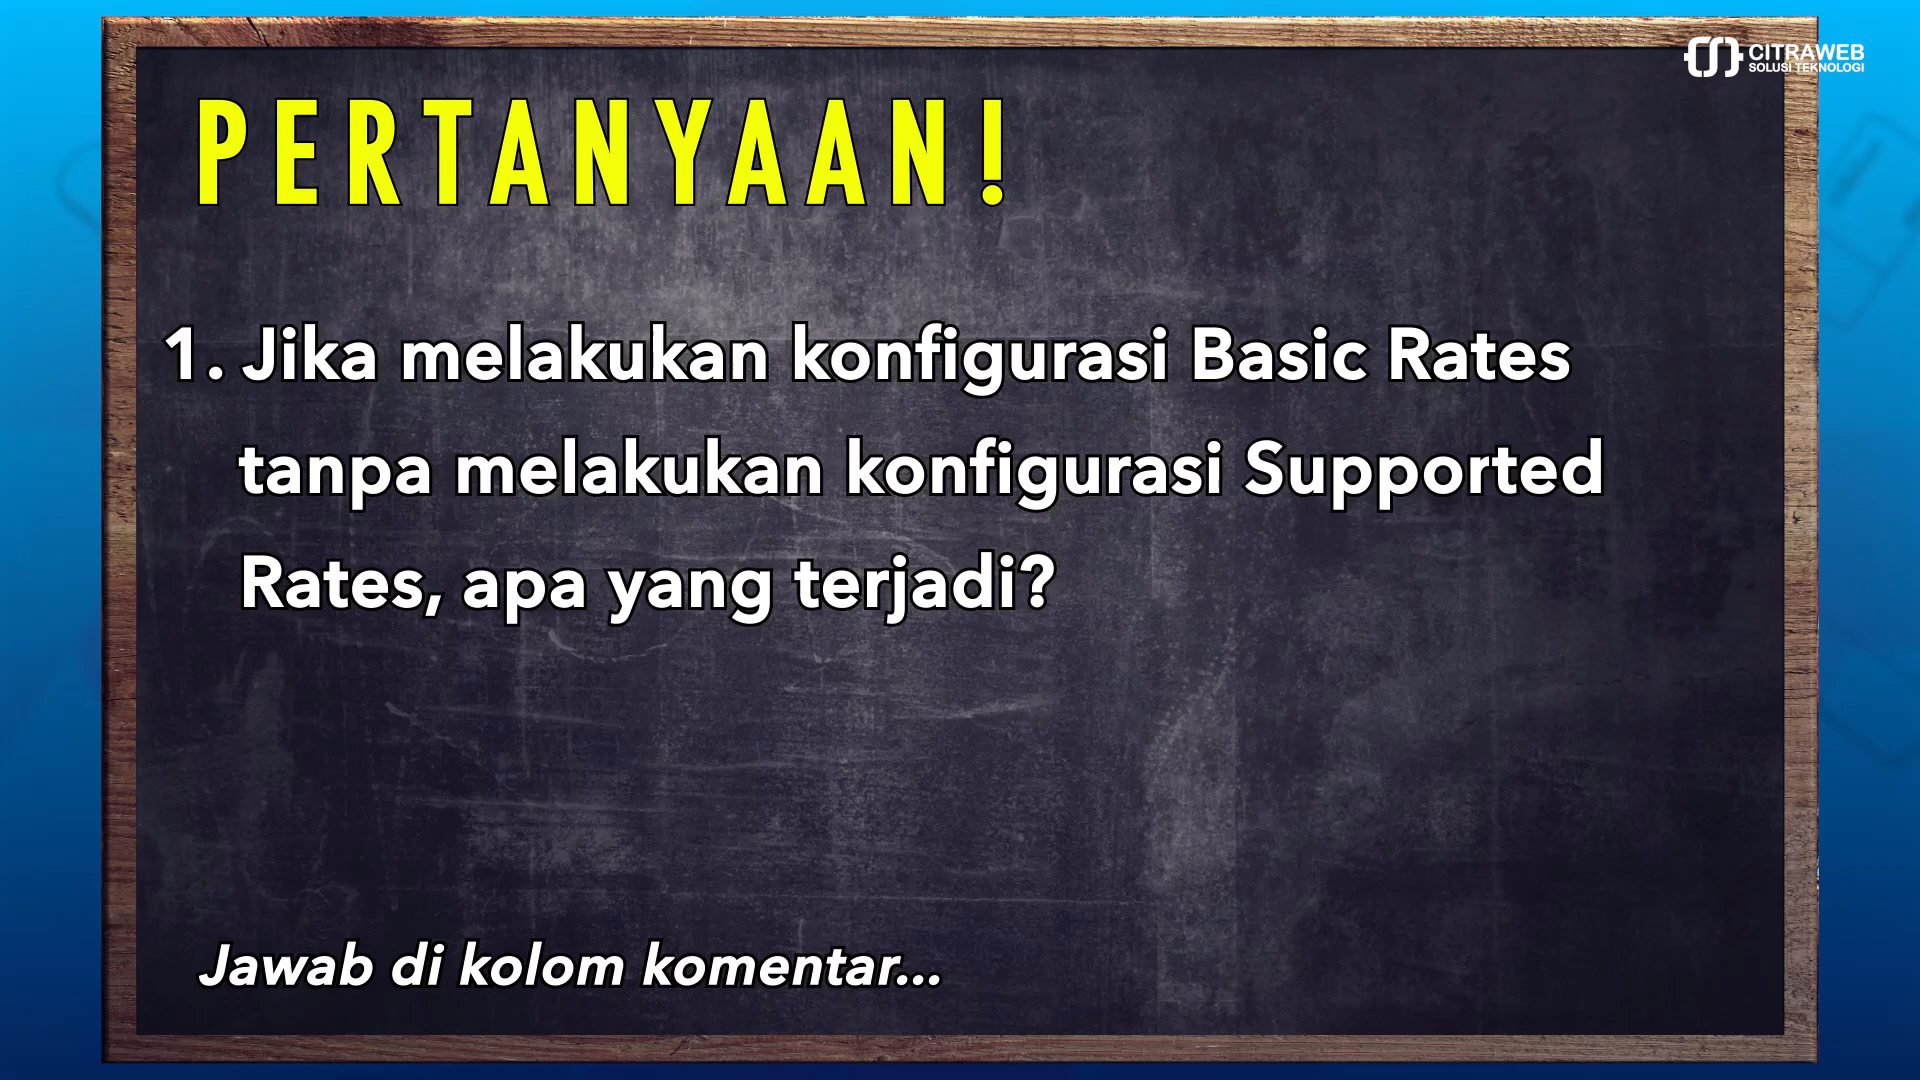 CITRAWEB
SOLUSI TEKNOLOGI
PERTANYAAN!
1. Jika melakukan konfigurasi Basic Rates
tanpa melakukan konfigurasi Supported
Rates, apa yang terjadi?
Jawab di kolom komentar...